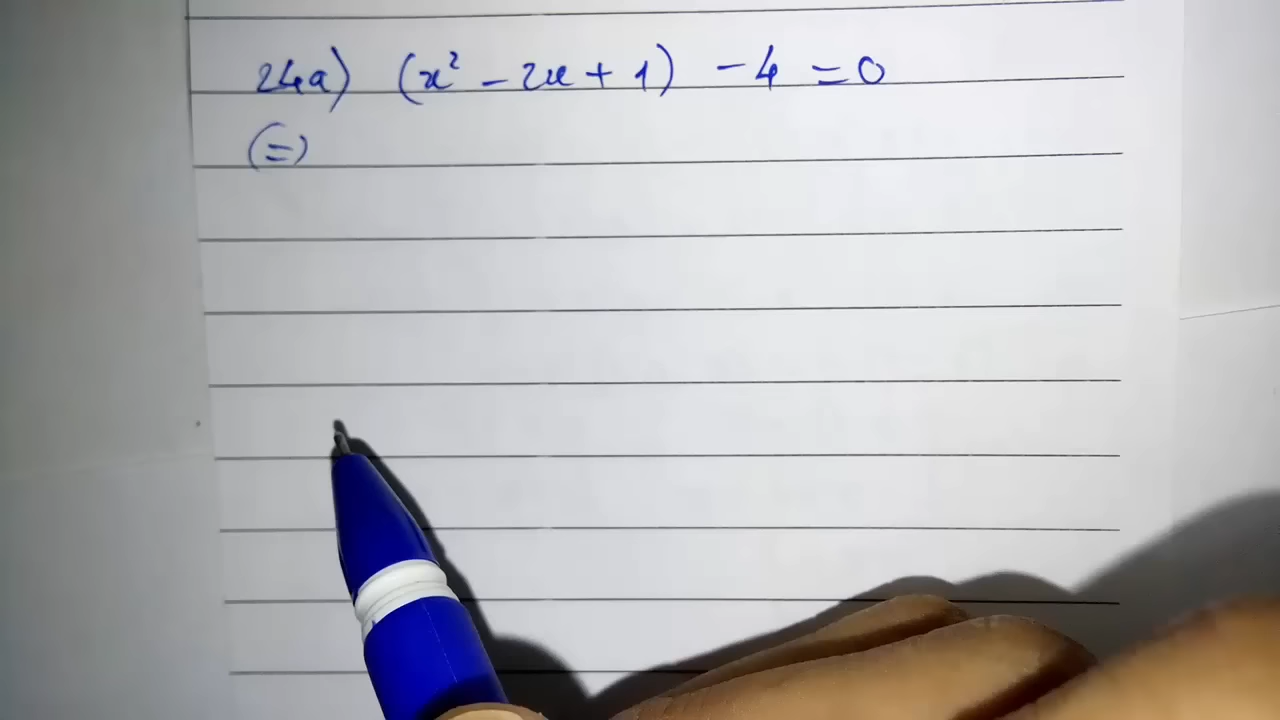 24a) (x² - 2x + 1) - 4 = 0
(=)